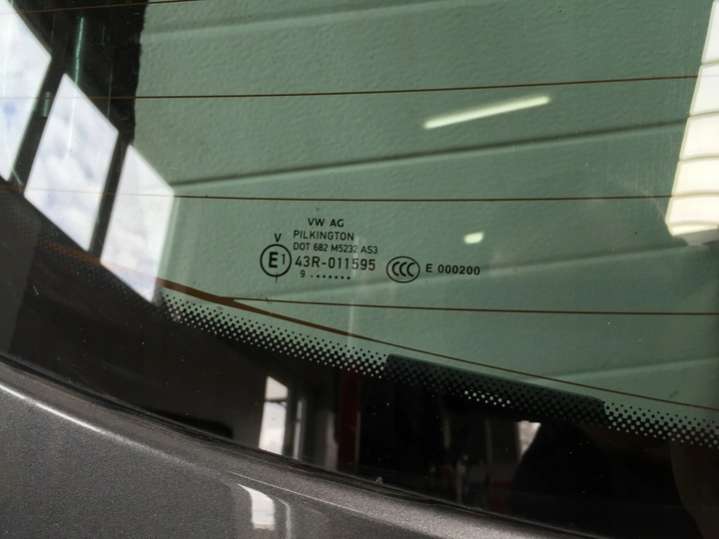 VW AG
V PILKINGTON
DOT 682 M5232 AS3
E1 43R-011595 CCC E 000200
9 .......